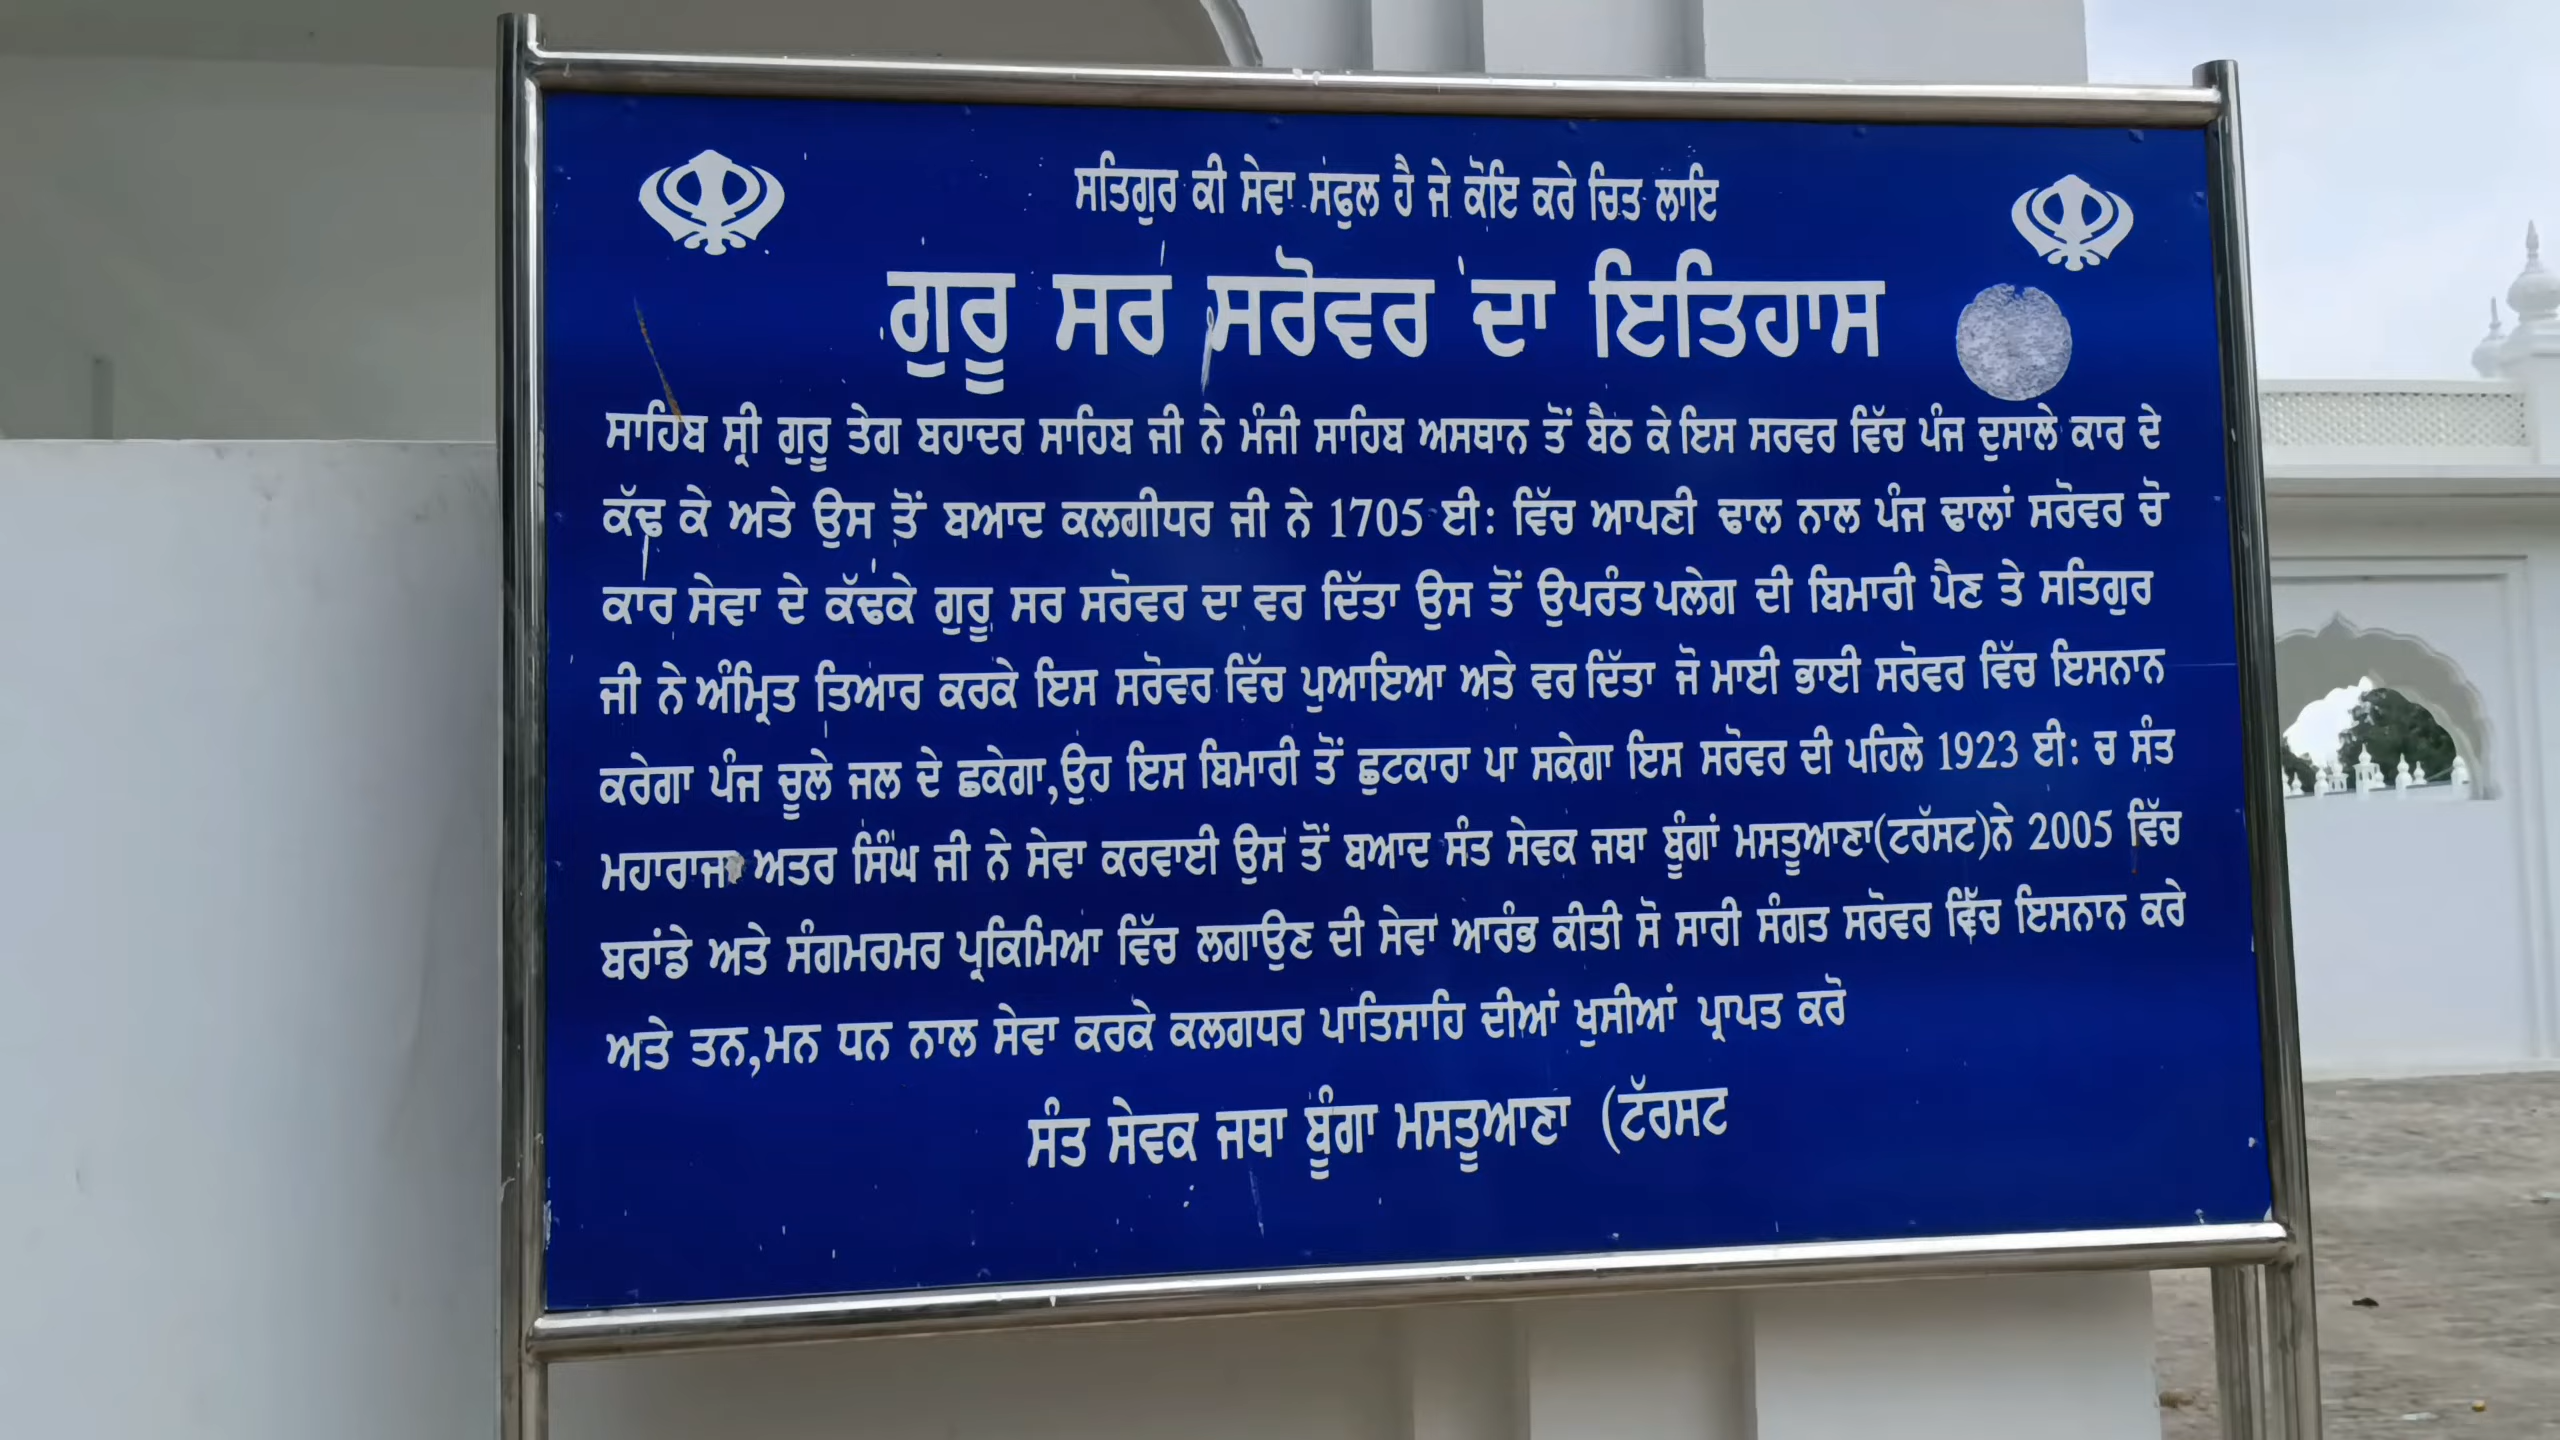 ਸਤਿਗੁਰ ਕੀ ਸੇਵਾ ਸਫੁਲ ਹੈ ਜੇ ਕੋਇ ਕਰੇ ਚਿਤ ਲਾਇ
ਗੁਰੂ ਸਰ ਸਰੋਵਰ ਦਾ ਇਤਿਹਾਸ
ਸਾਹਿਬ ਸ੍ਰੀ ਗੁਰੂ ਤੇਗ ਬਹਾਦਰ ਸਾਹਿਬ ਜੀ ਨੇ ਮੰਜੀ ਸਾਹਿਬ ਅਸਥਾਨ ਤੋਂ ਬੈਠ ਕੇ ਇਸ ਸਰਵਰ ਵਿੱਚ ਪੰਜ ਦੁਸਾਲੇ ਕਾਰ ਦੇ
ਕੱਢ ਕੇ ਅਤੇ ਉਸ ਤੋਂ ਬਆਦ ਕਲਗੀਧਰ ਜੀ ਨੇ 1705 ਈ: ਵਿੱਚ ਆਪਣੀ ਢਾਲ ਨਾਲ ਪੰਜ ਢਾਲਾਂ ਸਰੋਵਰ ਚੋ
ਕਾਰ ਸੇਵਾ ਦੇ ਕੱਢਕੇ ਗੁਰੂ ਸਰ ਸਰੋਵਰ ਦਾ ਵਰ ਦਿੱਤਾ ਉਸ ਤੋਂ ਉਪਰੰਤ ਪਲੇਗ ਦੀ ਬਿਮਾਰੀ ਪੈਣ ਤੇ ਸਤਿਗੁਰ
ਜੀ ਨੇ ਅੰਮ੍ਰਿਤ ਤਿਆਰ ਕਰਕੇ ਇਸ ਸਰੋਵਰ ਵਿੱਚ ਪੁਆਇਆ ਅਤੇ ਵਰ ਦਿੱਤਾ ਜੋ ਮਾਈ ਭਾਈ ਸਰੋਵਰ ਵਿੱਚ ਇਸਨਾਨ
ਕਰੇਗਾ ਪੰਜ ਚੂਲੇ ਜਲ ਦੇ ਛਕੇਗਾ,ਉਹ ਇਸ ਬਿਮਾਰੀ ਤੋਂ ਛੁਟਕਾਰਾ ਪਾ ਸਕੇਗਾ ਇਸ ਸਰੋਵਰ ਦੀ ਪਹਿਲੇ 1923 ਈ: ਚ ਸੰਤ
ਮਹਾਰਾਜ ਅਤਰ ਸਿੰਘ ਜੀ ਨੇ ਸੇਵਾ ਕਰਵਾਈ ਉਸ ਤੋਂ ਬਆਦ ਸੰਤ ਸੇਵਕ ਜਥਾ ਬੂੰਗਾਂ ਮਸਤੂਆਣਾ(ਟਰੱਸਟ)ਨੇ 2005 ਵਿੱਚ
ਬਰਾਂਡੇ ਅਤੇ ਸੰਗਮਰਮਰ ਪ੍ਰਕਿਮਿਆ ਵਿੱਚ ਲਗਾਉਣ ਦੀ ਸੇਵਾ ਆਰੰਭ ਕੀਤੀ ਸੋ ਸਾਰੀ ਸੰਗਤ ਸਰੋਵਰ ਵਿੱਚ ਇਸਨਾਨ ਕਰੇ
ਅਤੇ ਤਨ,ਮਨ ਧਨ ਨਾਲ ਸੇਵਾ ਕਰਕੇ ਕਲਗਧਰ ਪਾਤਿਸਾਹਿ ਦੀਆਂ ਖੁਸੀਆਂ ਪ੍ਰਾਪਤ ਕਰੋ
ਸੰਤ ਸੇਵਕ ਜਥਾ ਬੂੰਗਾ ਮਸਤੂਆਣਾ (ਟੱਰਸਟ